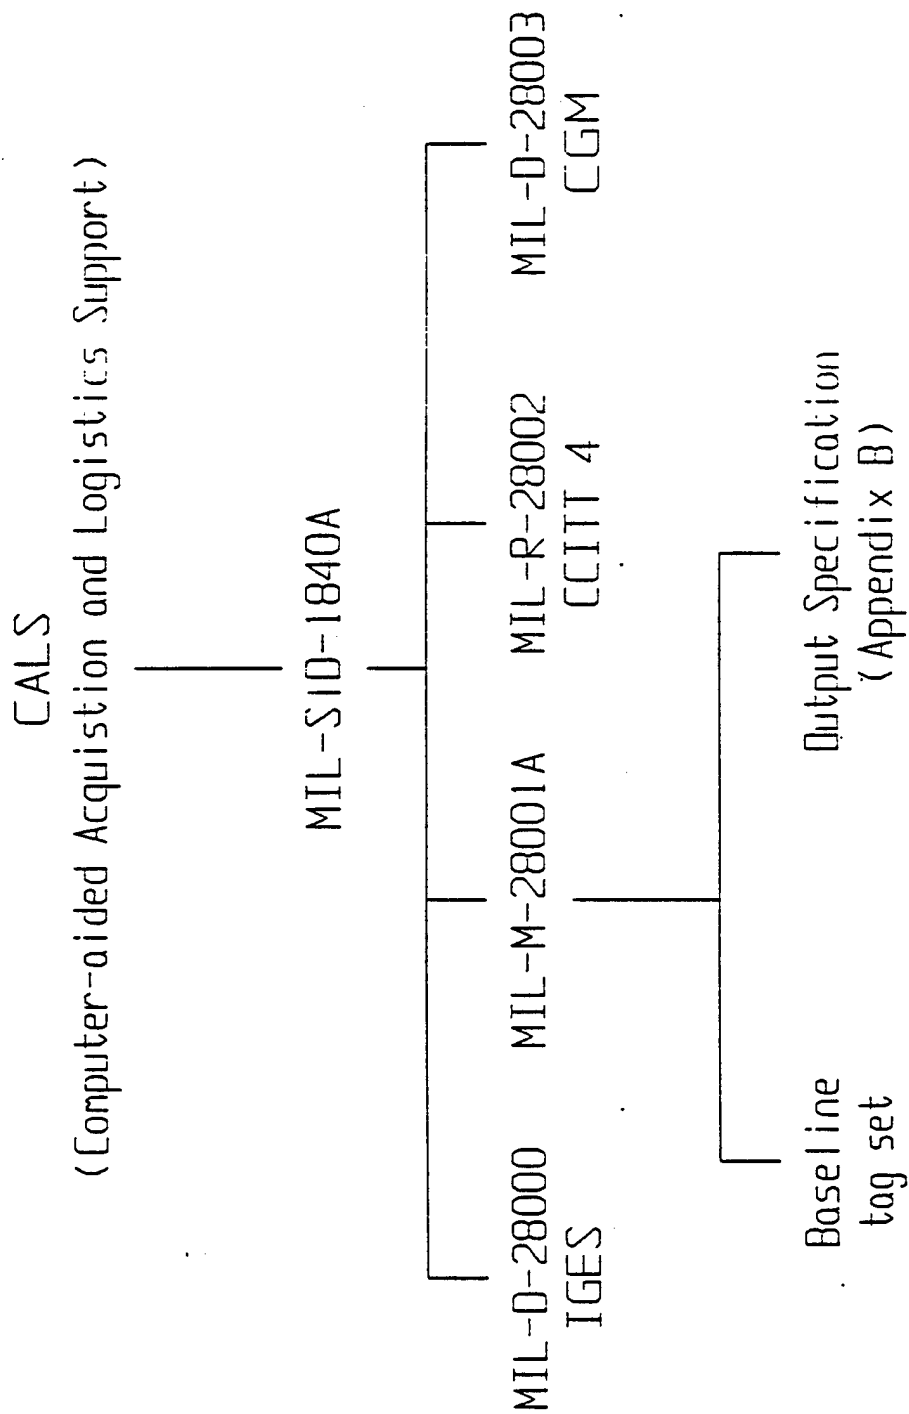 CALS
(Computer-aided Acquistion and Logistics Support)
MIL-STD-1840A
MIL-D-28000
IGES
MIL-M-28001A
MIL-R-28002
CCITT 4
MIL-D-28003
CGM
Baseline
tag set
Output Specification
(Appendix B)